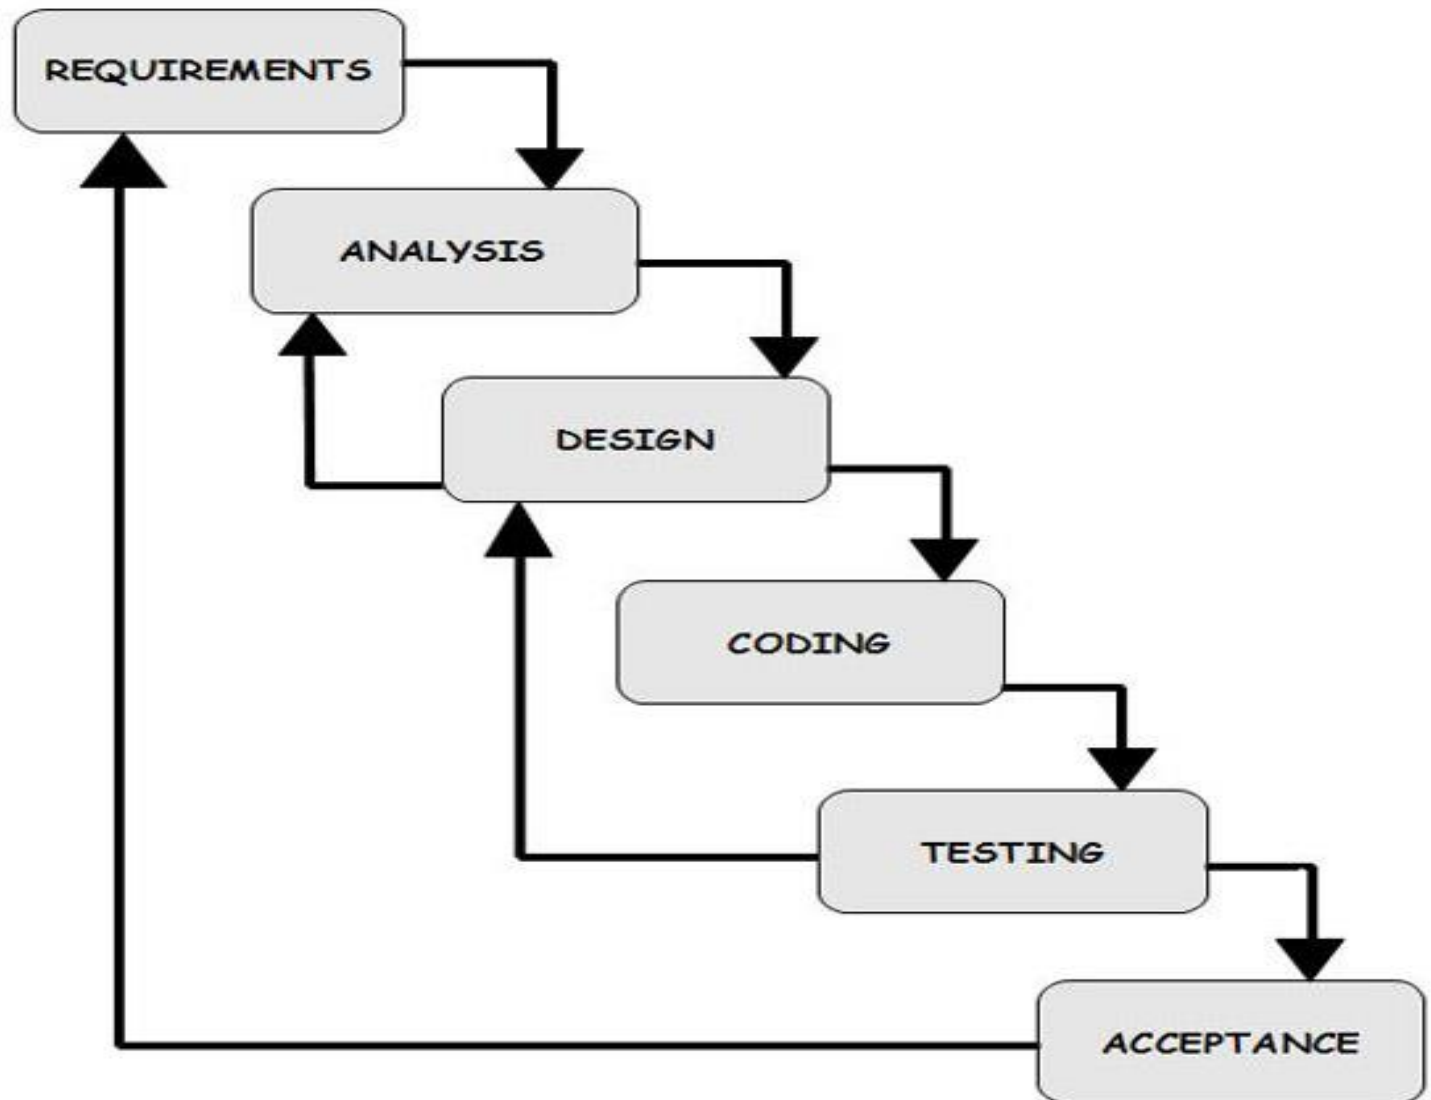 REQUIREMENTS
ANALYSIS
DESIGN
CODING
TESTING
ACCEPTANCE